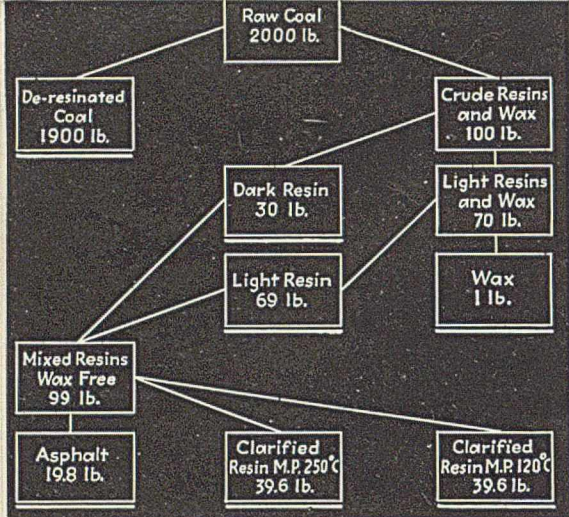 Raw Coal
2000 lb.
De-resinated
Coal
1900 lb.
Crude Resins
and Wax
100 lb.
Dark Resin
30 lb.
Light Resins
and Wax
70 lb.
Light Resin
69 lb.
Wax
1 lb.
Mixed Resins
Wax Free
99 lb.
Asphalt
19.8 lb.
Clarified
Resin M.P. 250°C
39.6 lb.
Clarified
Resin M.P. 120°C
39.6 lb.